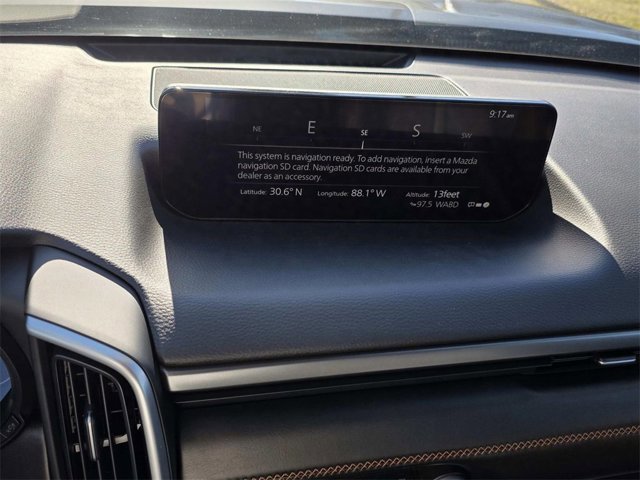 9:17 am
NE E SE S SW
This system is navigation ready. To add navigation, insert a Mazda
navigation SD card. Navigation SD cards are available from your
dealer as an accessory.
Latitude: 30.6° N Longitude: 88.1° W Altitude: 13feet
97.5 WABD